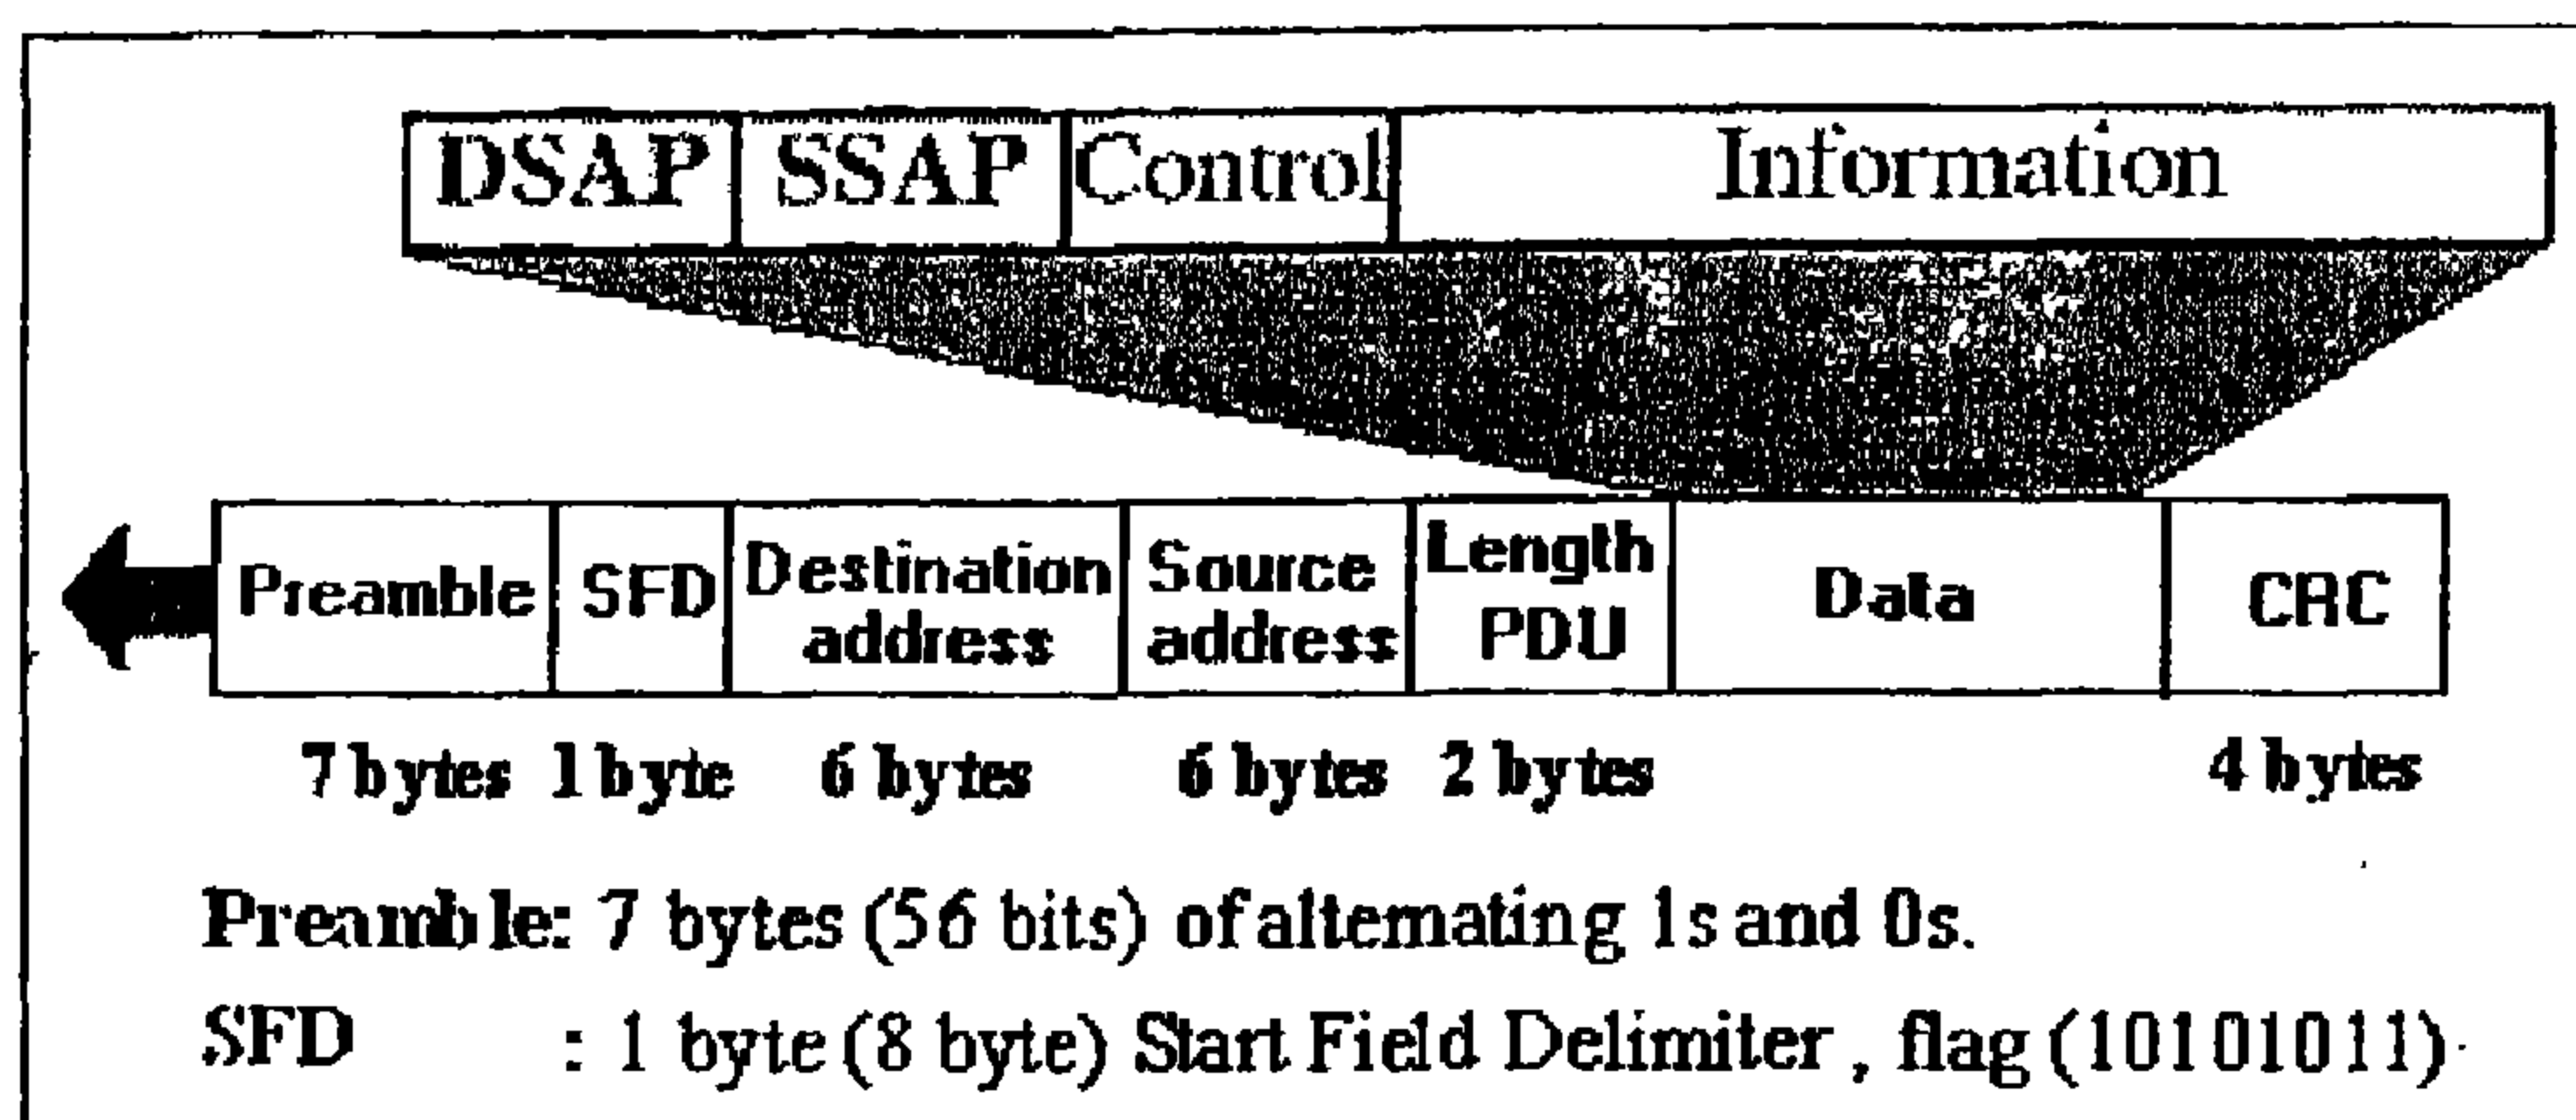 DSAP SSAP Control Information
Preamble SFD Destination address Source address Length PDU Data CRC
7 bytes 1 byte 6 bytes 6 bytes 2 bytes 4 bytes
Preamble: 7 bytes (56 bits) of alternating 1s and 0s.
SFD : 1 byte (8 byte) Start Field Delimiter , flag (10101011)